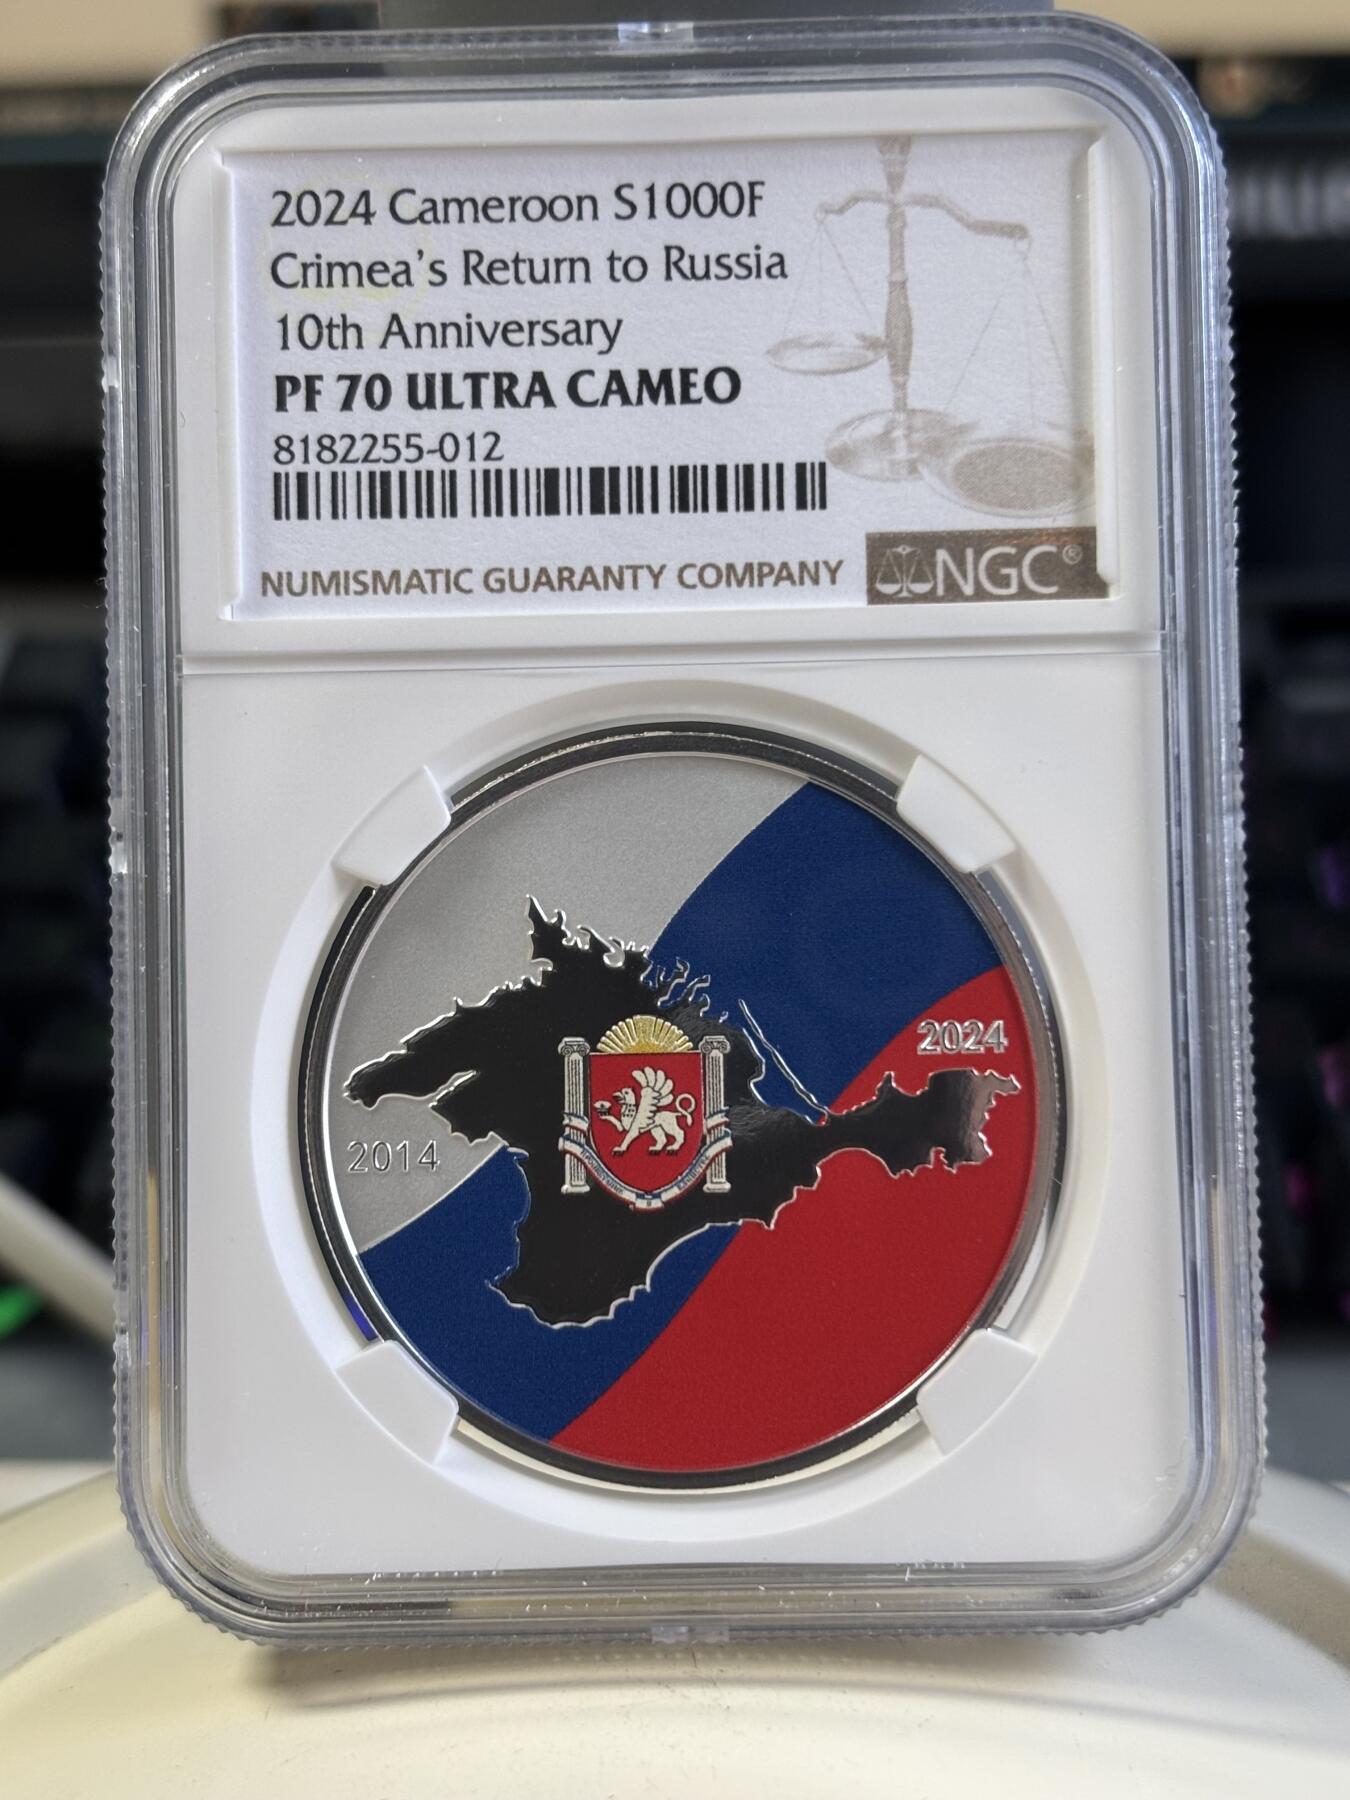 2024 Cameroon S1000F
Crimea's Return to Russia
10th Anniversary
PF 70 ULTRA CAMEO
8182255-012
NUMISMATIC GUARANTY COMPANY
NGC®
2024
2014